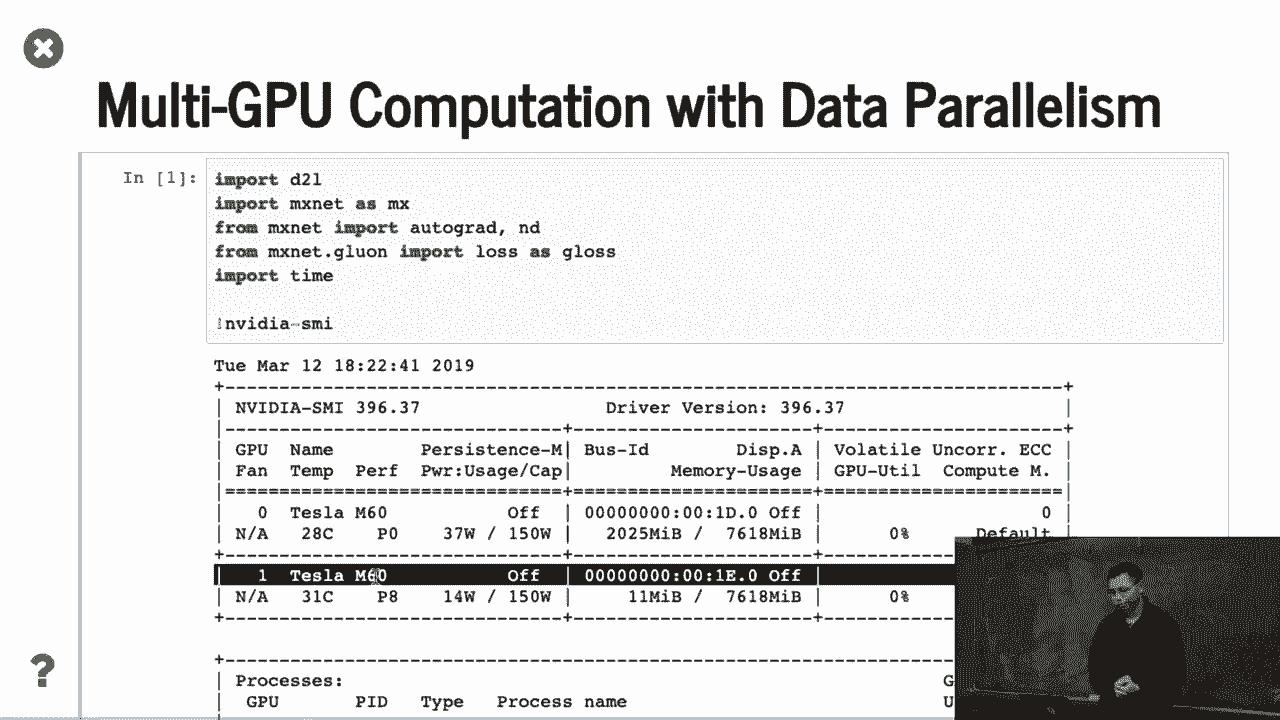 Multi-GPU Computation with Data Parallelism
In [1]:
import d2l
import mxnet as mx
from mxnet import autograd, nd
from mxnet.gluon import loss as gloss
import time
!nvidia-smi
Tue Mar 12 18:22:41 2019
+-----------------------------------------------------------------------------+
| NVIDIA-SMI 396.37                 Driver Version: 396.37                    |
|-------------------------------+----------------------+----------------------+
| GPU  Name        Persistence-M| Bus-Id        Disp.A | Volatile Uncorr. ECC |
| Fan  Temp  Perf  Pwr:Usage/Cap|         Memory-Usage | GPU-Util  Compute M. |
|===============================+======================+======================|
|   0  Tesla M60           Off  | 00000000:00:1D.0 Off |                    0 |
| N/A   28C    P0    37W / 150W |   2025MiB /  7618MiB |      0%      Default
+-------------------------------+----------------------+----------------------+
|   1  Tesla M60           Off  | 00000000:00:1E.0 Off |
| N/A   31C    P8    14W / 150W |     11MiB /  7618MiB |      0%
+-------------------------------+----------------------+------------
+-------------------------------------------------------------------
| Processes:                                                       G
|  GPU       PID   Type   Process name                             U
?